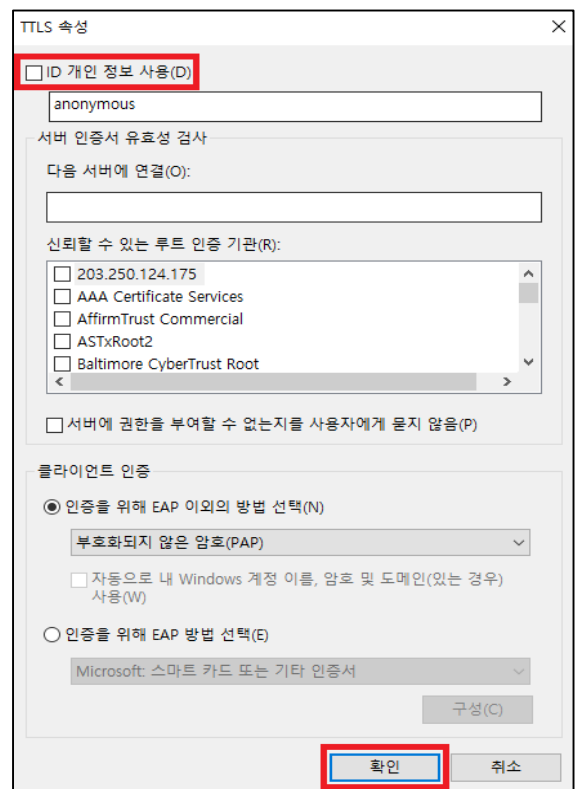 TTLS 속성
ID 개인 정보 사용(D)
anonymous
서버 인증서 유효성 검사
다음 서버에 연결(O):
신뢰할 수 있는 루트 인증 기관(R):
203.250.124.175
AAA Certificate Services
AffirmTrust Commercial
ASTxRoot2
Baltimore CyberTrust Root
서버에 권한을 부여할 수 없는지를 사용자에게 묻지 않음(P)
클라이언트 인증
인증을 위해 EAP 이외의 방법 선택(N)
부호화되지 않은 암호(PAP)
자동으로 내 Windows 계정 이름, 암호 및 도메인(있는 경우)
사용(W)
인증을 위해 EAP 방법 선택(E)
Microsoft: 스마트 카드 또는 기타 인증서
구성(C)
확인 취소